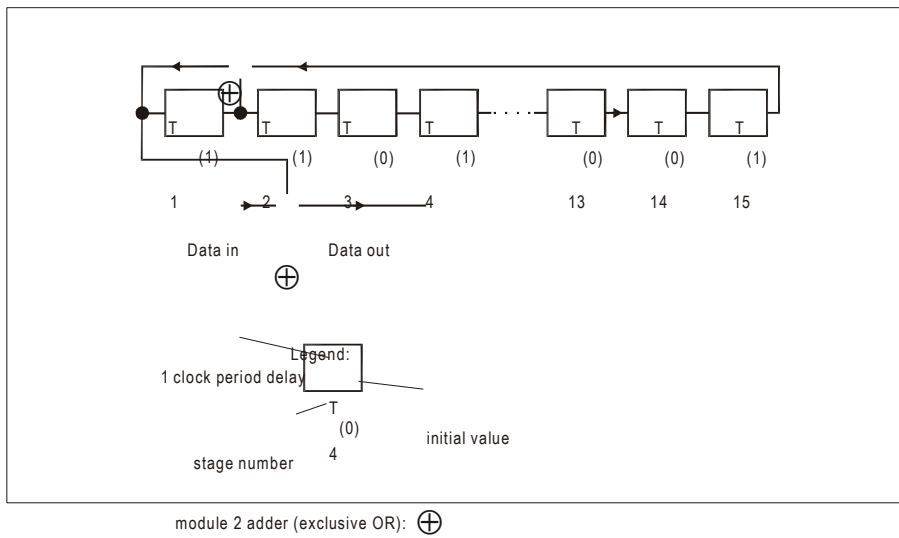 T T T T T T T
(1) (1) (0) (1) (0) (0) (1)
1 2 3 4 13 14 15
Data in Data out
Legend:
1 clock period delay
T
(0)
initial value
4
stage number
module 2 adder (exclusive OR):